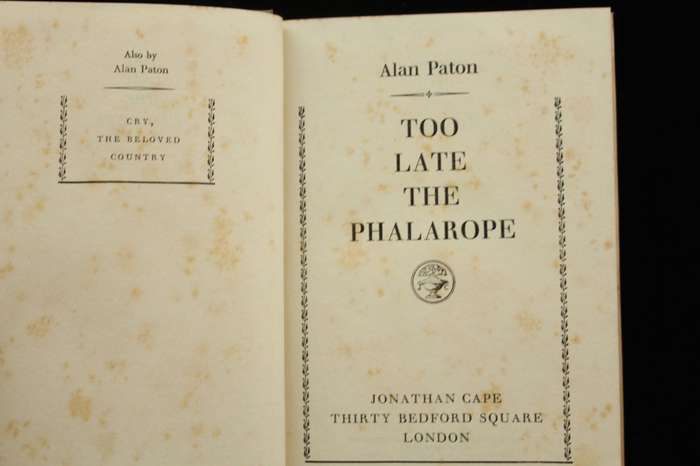 Also by
Alan Paton
CRY,
THE BELOVED
COUNTRY
Alan Paton
TOO
LATE
THE
PHALAROPE
JONATHAN CAPE
THIRTY BEDFORD SQUARE
LONDON